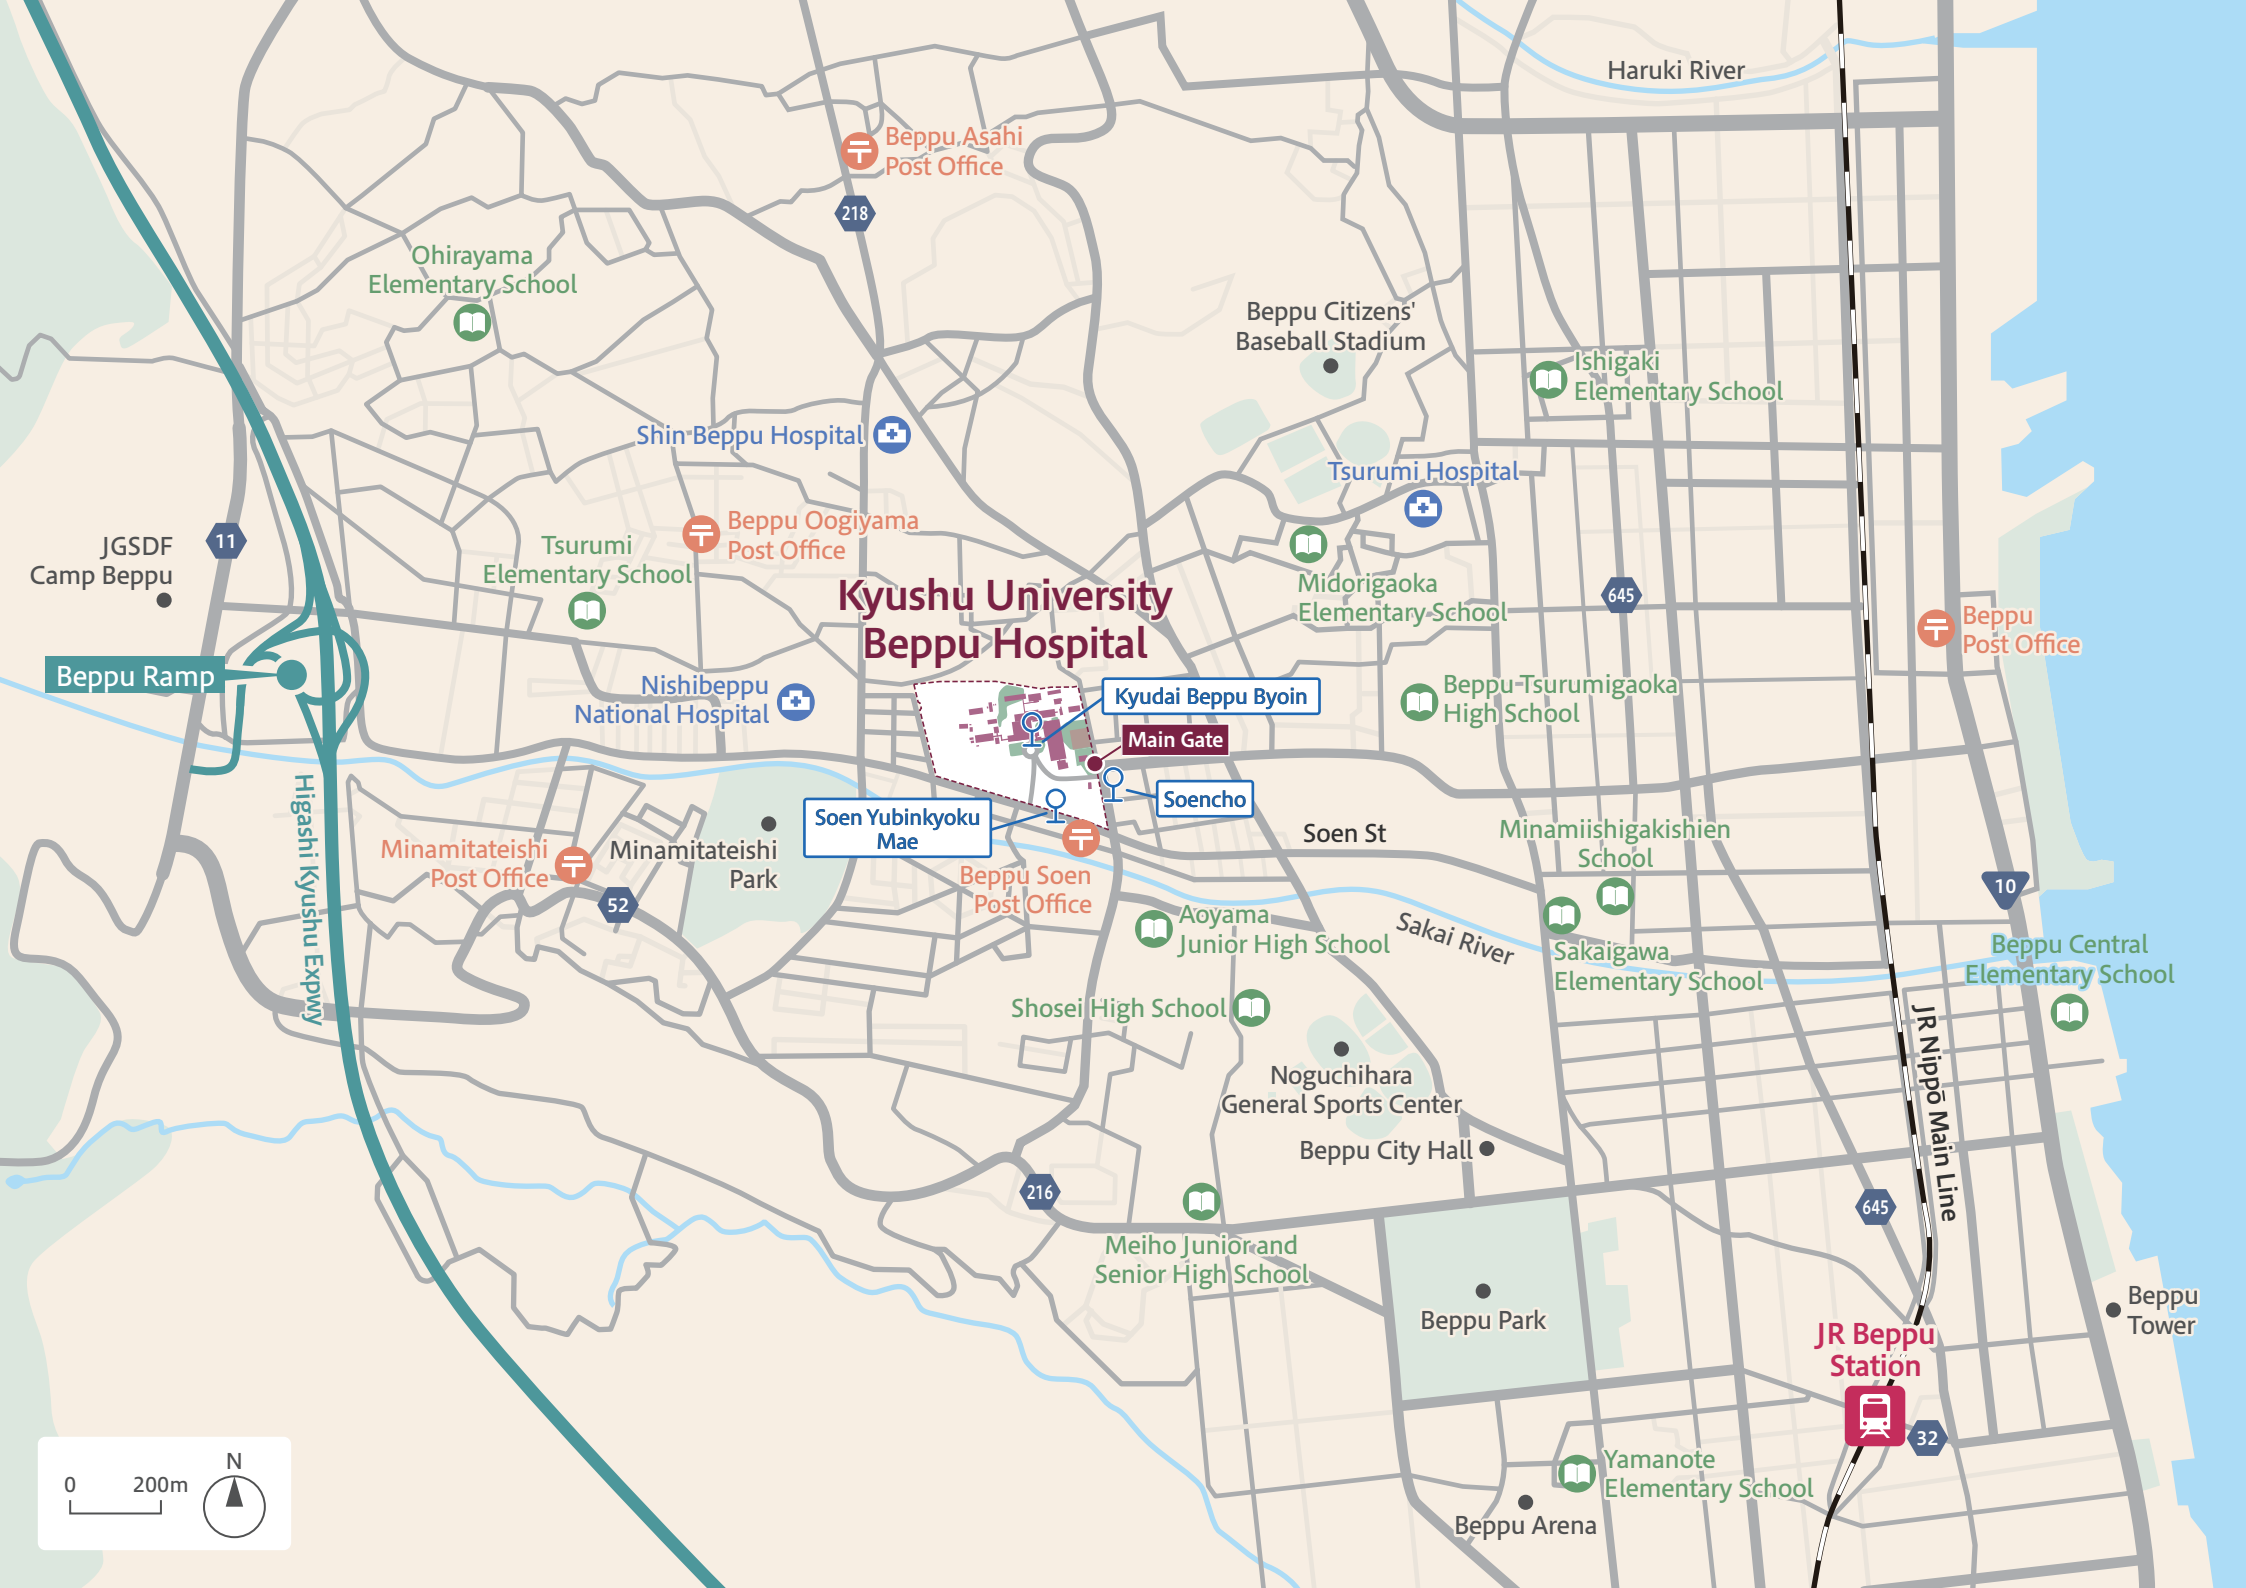 Haruki River
Beppu Asahi
Post Office
218
Ohirayama
Elementary School
Beppu Citizens'
Baseball Stadium
Ishigaki
Elementary School
Shin Beppu Hospital
Tsurumi Hospital
Beppu Oogiyama
Post Office
11
JGSDF
Camp Beppu
Tsurumi
Elementary School
Kyushu University
Beppu Hospital
Midorigaoka
Elementary School
645
Beppu
Post Office
Beppu Ramp
Nishibeppu
National Hospital
Kyudai Beppu Byoin
Main Gate
Beppu Tsurumigaoka
High School
Soencho
Soen Yubinkyoku
Mae
Soen St
Higashi Kyushu Expwy
Minamitateishi
Post Office
Minamitateishi
Park
52
Beppu Soen
Post Office
Minamiishigakishien
School
10
Aoyama
Junior High School
Sakai River
Sakaigawa
Elementary School
Beppu Central
Elementary School
Shosei High School
JR Nippō Main Line
Noguchihara
General Sports Center
Beppu City Hall
216
645
Meiho Junior and
Senior High School
Beppu Park
Beppu
Tower
JR Beppu
Station
32
Yamanote
Elementary School
Beppu Arena
N
0 200m